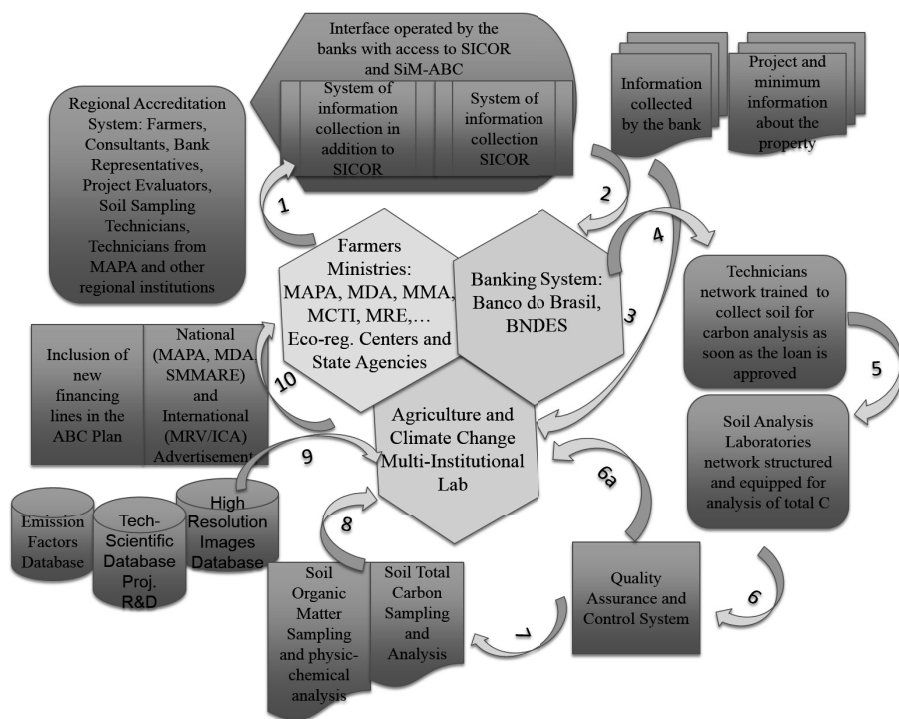 Interface operated by the
banks with access to SICOR
and SiM-ABC
System of
information
collection in
addition to
SICOR
System of
information
collection
SICOR
Information
collected
by the bank
Project and
minimum
information
about the
property
Regional Accreditation
System: Farmers,
Consultants, Bank
Representatives,
Project Evaluators,
Soil Sampling
Technicians,
Technicians from
MAPA and other
regional institutions
1
2
3
4
Farmers
Ministries:
MAPA, MDA, MMA,
MCTI, MRE,…
Eco-reg. Centers and
State Agencies
Banking System:
Banco do Brasil,
BNDES
Technicians
network trained to
collect soil for
carbon analysis as
soon as the loan is
approved
5
Inclusion of
new
financing
lines in the
ABC Plan
National
(MAPA, MDA
SMMARE)
and
International
(MRV/ICA)
Advertisement
10
Agriculture and
Climate Change
Multi-Institutional
Lab
Soil Analysis
Laboratories
network structured
and equipped for
analysis of total C
9
6a
Emission
Factors
Database
Tech-
Scientific
Database
Proj.
R&D
High
Resolution
Images
Database
8
Soil
Organic
Matter
Sampling
and physic-
chemical
analysis
Soil Total
Carbon
Sampling
and
Analysis
7
Quality
Assurance and
Control System
6